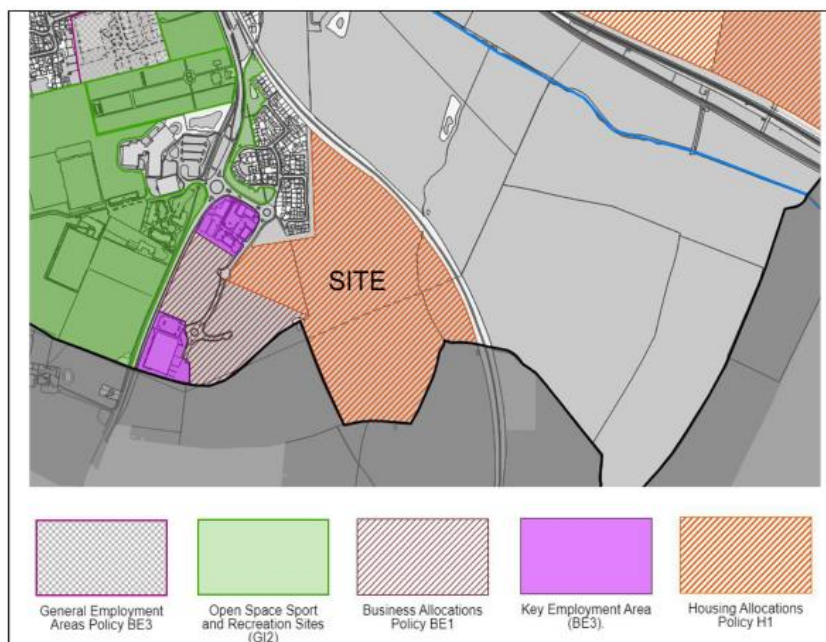 SITE
General Employment
Areas Policy BE3
Open Space Sport
and Recreation Sites
(GI2)
Business Allocations
Policy BE1
Key Employment Area
(BE3).
Housing Allocations
Policy H1